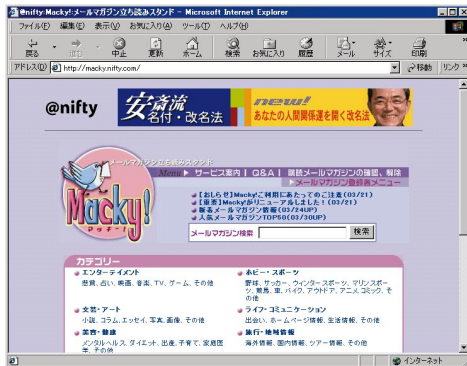 @nifty:Macky!:メールマガジン立ち読みスタンド - Microsoft Internet Explorer
ファイル(F) 編集(E) 表示(V) お気に入り(A) ツール(T) ヘルプ(H)
戻る 進む 中止 更新 ホーム 検索 お気に入り 履歴 メール サイズ 印刷
アドレス(D) http://macky.nifty.com/ 移動 リンク
@nifty 安斎流 名付・改名法 new! あなたの人間関係運を開く改名法
メールマガジン立ち読みスタンド
Menu サービス案内 | Q&A | 購読メールマガジンの確認、解除
メールマガジン登録者メニュー
Macky!
マッキー!
【おしらせ】Macky!ご利用にあたってのご注意(03/21)
【重要】Macky!がリニューアルしました!(03/21)
新着メールマガジン情報(03/24UP)
人気メールマガジンTOP50(03/30UP)
メールマガジン検索 検索
カテゴリー
エンターテイメント
懸賞、占い、映画、音楽、TV、ゲーム、その他
ホビー・スポーツ
野球、サッカー、ウィンタースポーツ、マリンスポーツ、競馬、車、バイク、アウトドア、アニメ、コミック、その他
文芸・アート
小説、コラム、エッセイ、写真、画像、その他
ライフ・コミュニケーション
出会い、ホームページ情報、生活情報、その他
美容・健康
メンタルヘルス、ダイエット、出産、子育て、家庭医学、その他
旅行・地域情報
海外情報、国内情報、ツアー情報、その他
インターネット